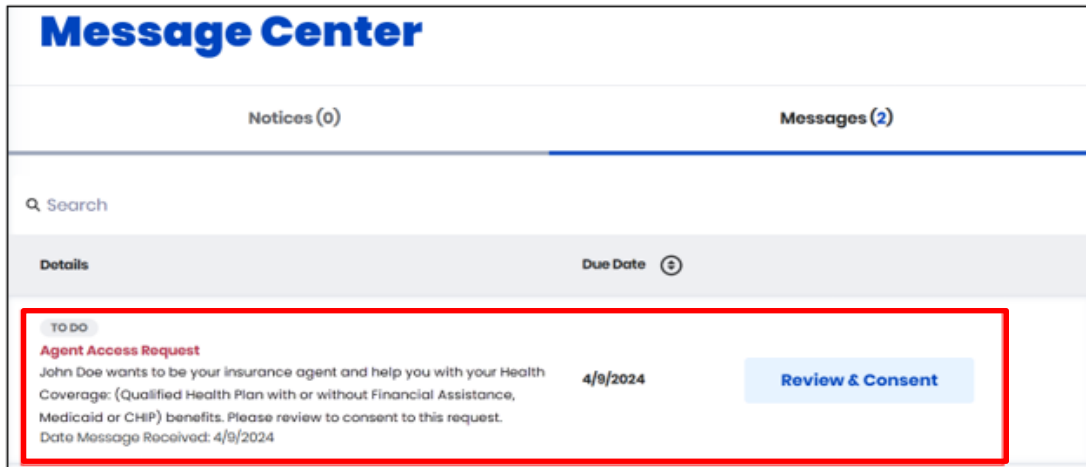 Message Center
Notices (0)
Messages (2)
Search
Details
Due Date
TO DO
Agent Access Request
John Doe wants to be your insurance agent and help you with your Health
Coverage: (Qualified Health Plan with or without Financial Assistance,
Medicaid or CHIP) benefits. Please review to consent to this request.
Date Message Received: 4/9/2024
4/9/2024
Review & Consent